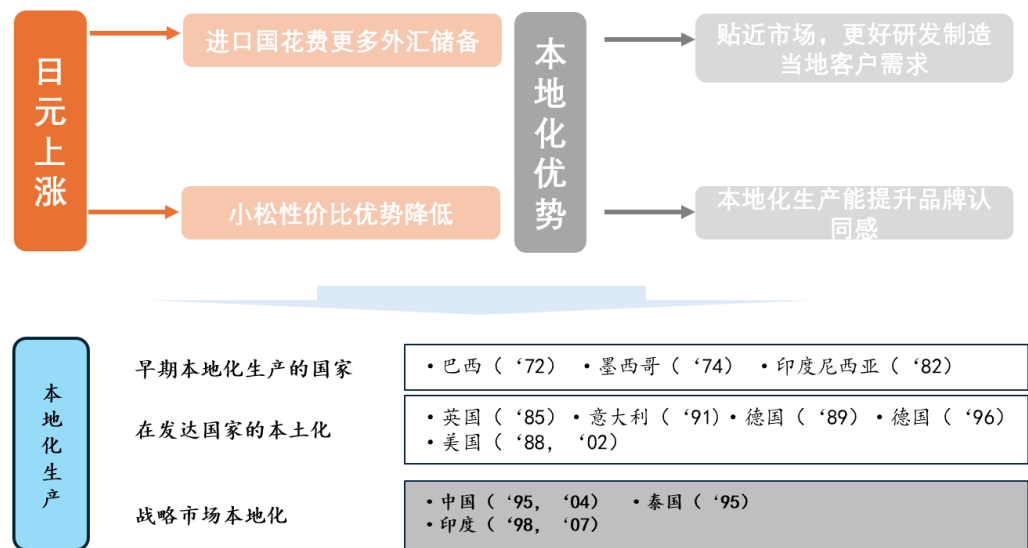 日元上涨
进口国花费更多外汇储备
小松性价比优势降低
本地化优势
贴近市场，更好研发制造
当地客户需求
本地化生产能提升品牌认
同感
本地化生产
早期本地化生产的国家
•巴西（ ‘72） •墨西哥（ ‘74） •印度尼西亚（ ‘82）
在发达国家的本土化
•英国（ ‘85）•意大利（ ‘91)•德国（ ‘89）•德国（ ‘96）
•美国（ ‘88， ‘02）
战略市场本地化
•中国（ ‘95， ‘04） •泰国（ ‘95）
•印度（ ‘98， ‘07）